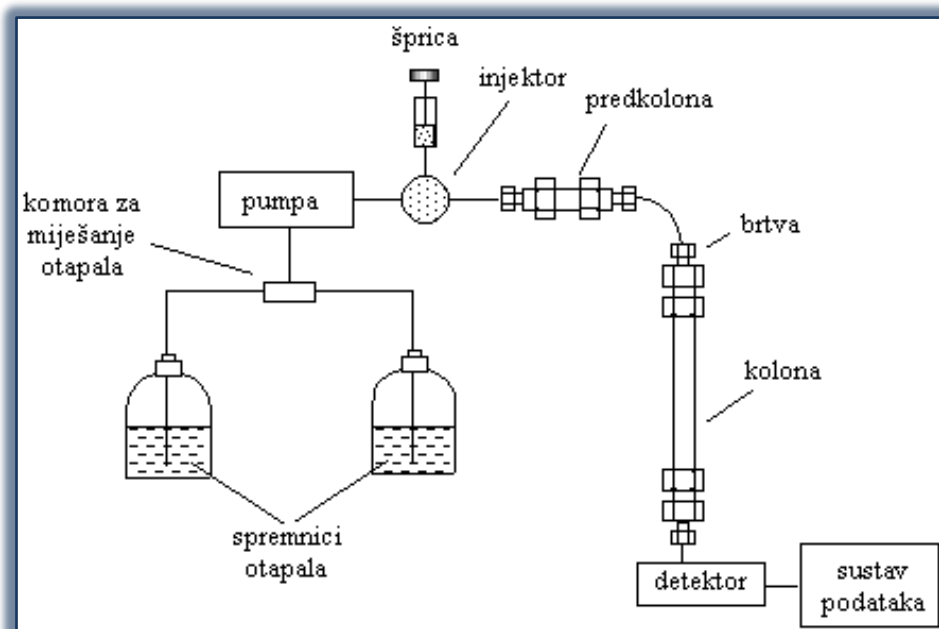 šprica
injektor
predkolona
pumpa
komora za
miješanje
otapala
brtva
kolona
spremnici
otapala
detektor
sustav
podataka